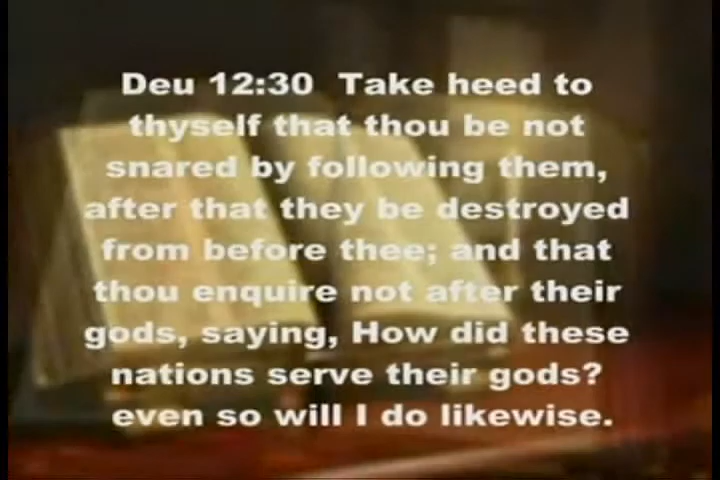 Deu 12:30  Take heed to
thyself that thou be not
snared by following them,
after that they be destroyed
from before thee; and that
thou enquire not after their
gods, saying, How did these
nations serve their gods?
even so will I do likewise.